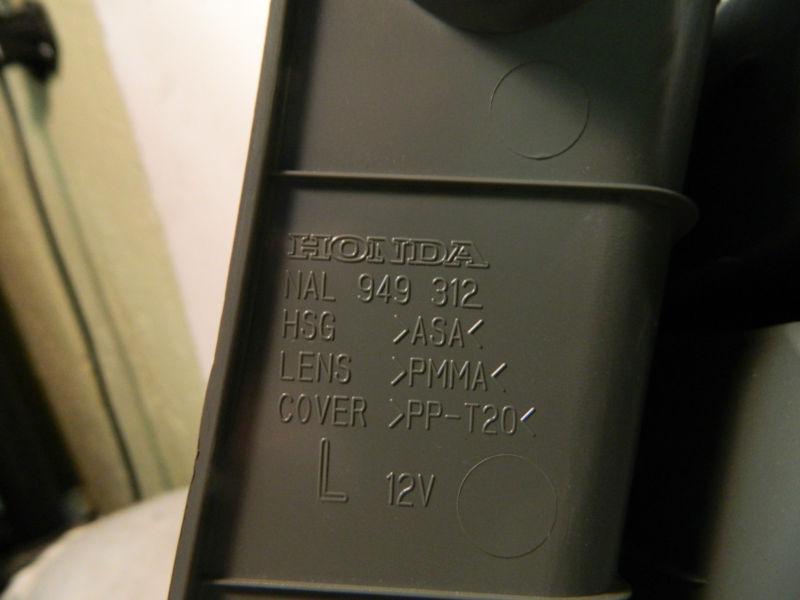 HONDA
NAL 949 312
HSG >ASA<
LENS >PMMA<
COVER >PP-T20<
L 12V